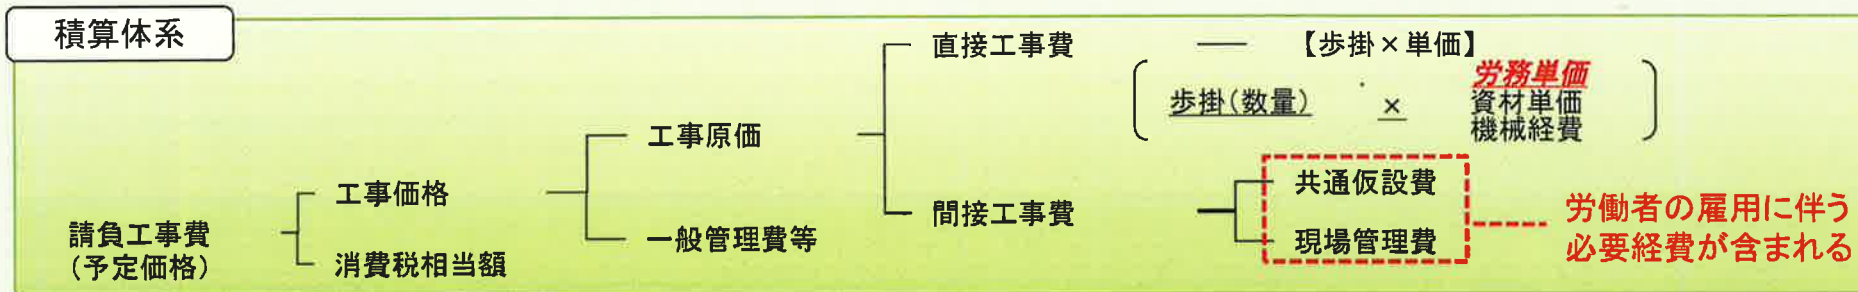 積算体系
直接工事費
【歩掛×単価】
歩掛(数量)
×
労務単価
資材単価
機械経費
工事原価
共通仮設費
工事価格
間接工事費
現場管理費
労働者の雇用に伴う
必要経費が含まれる
請負工事費
(予定価格)
一般管理費等
消費税相当額